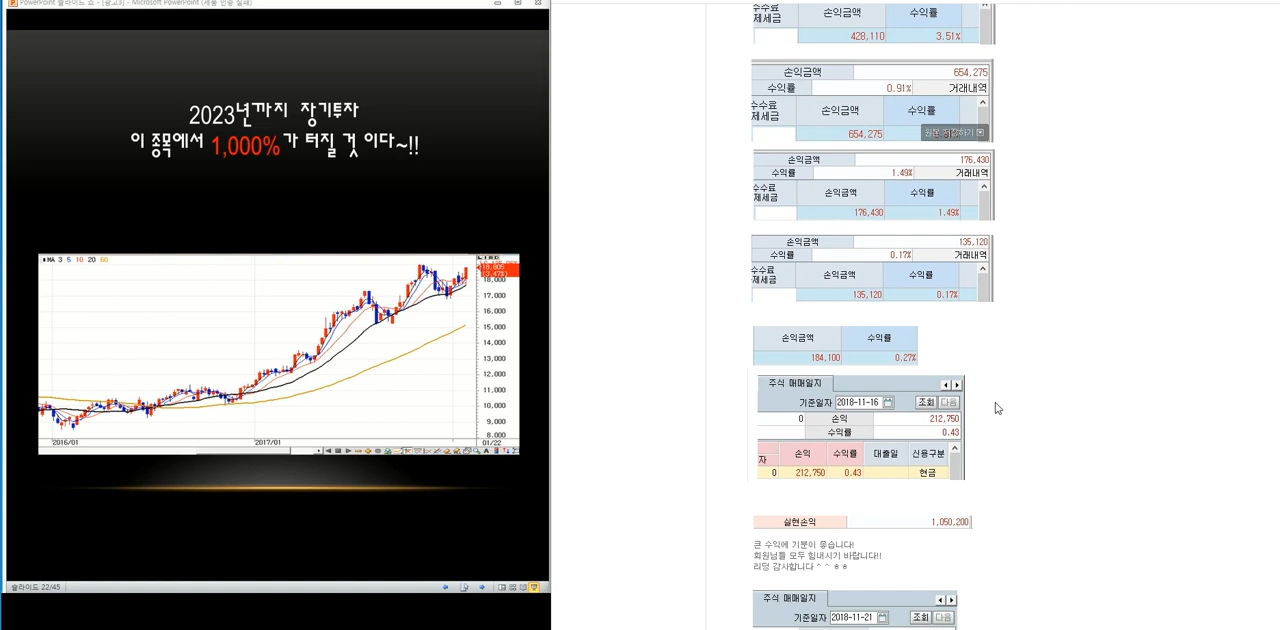 PowerPoint 슬라이드 쇼 - [광고3] - Microsoft PowerPoint (제품 인증 실패)
2023년까지 장기투자
이 종목에서 1,000%가 터질 것 이다~!!
MA 3 5 10 20 60
18,805
(3.47%)
18,000
17,000
16,000
15,000
14,000
13,000
12,000
11,000
10,000
9,000
8,000
2016/01 2017/01 01/22
슬라이드 22/45
수수료 손익금액 수익률
제세금
428,110 3.51%
손익금액 654,275
수익률 0.91% 거래내역
수수료 손익금액 수익률
제세금
654,275
원본 저장하기
손익금액 176,430
수익률 1.49% 거래내역
수수료 손익금액 수익률
제세금
176,430 1.49%
손익금액 135,120
수익률 0.17% 거래내역
수수료 손익금액 수익률
제세금
135,120 0.17%
손익금액 수익률
184,100 0.27%
주식 매매일지
기준일자 2018-11-16 조회 다음
0 손익 212,750
수익률 0.43
자 손익 수익률 대출일 신용구분
0 212,750 0.43 현금
실현손익 1,050,200
큰 수익에 기분이 좋습니다!
회원님들 모두 힘내시기 바랍니다!!
리딩 감사합니다 ^ ^ ㅎㅎ
주식 매매일지
기준일자 2018-11-21 조회 다음